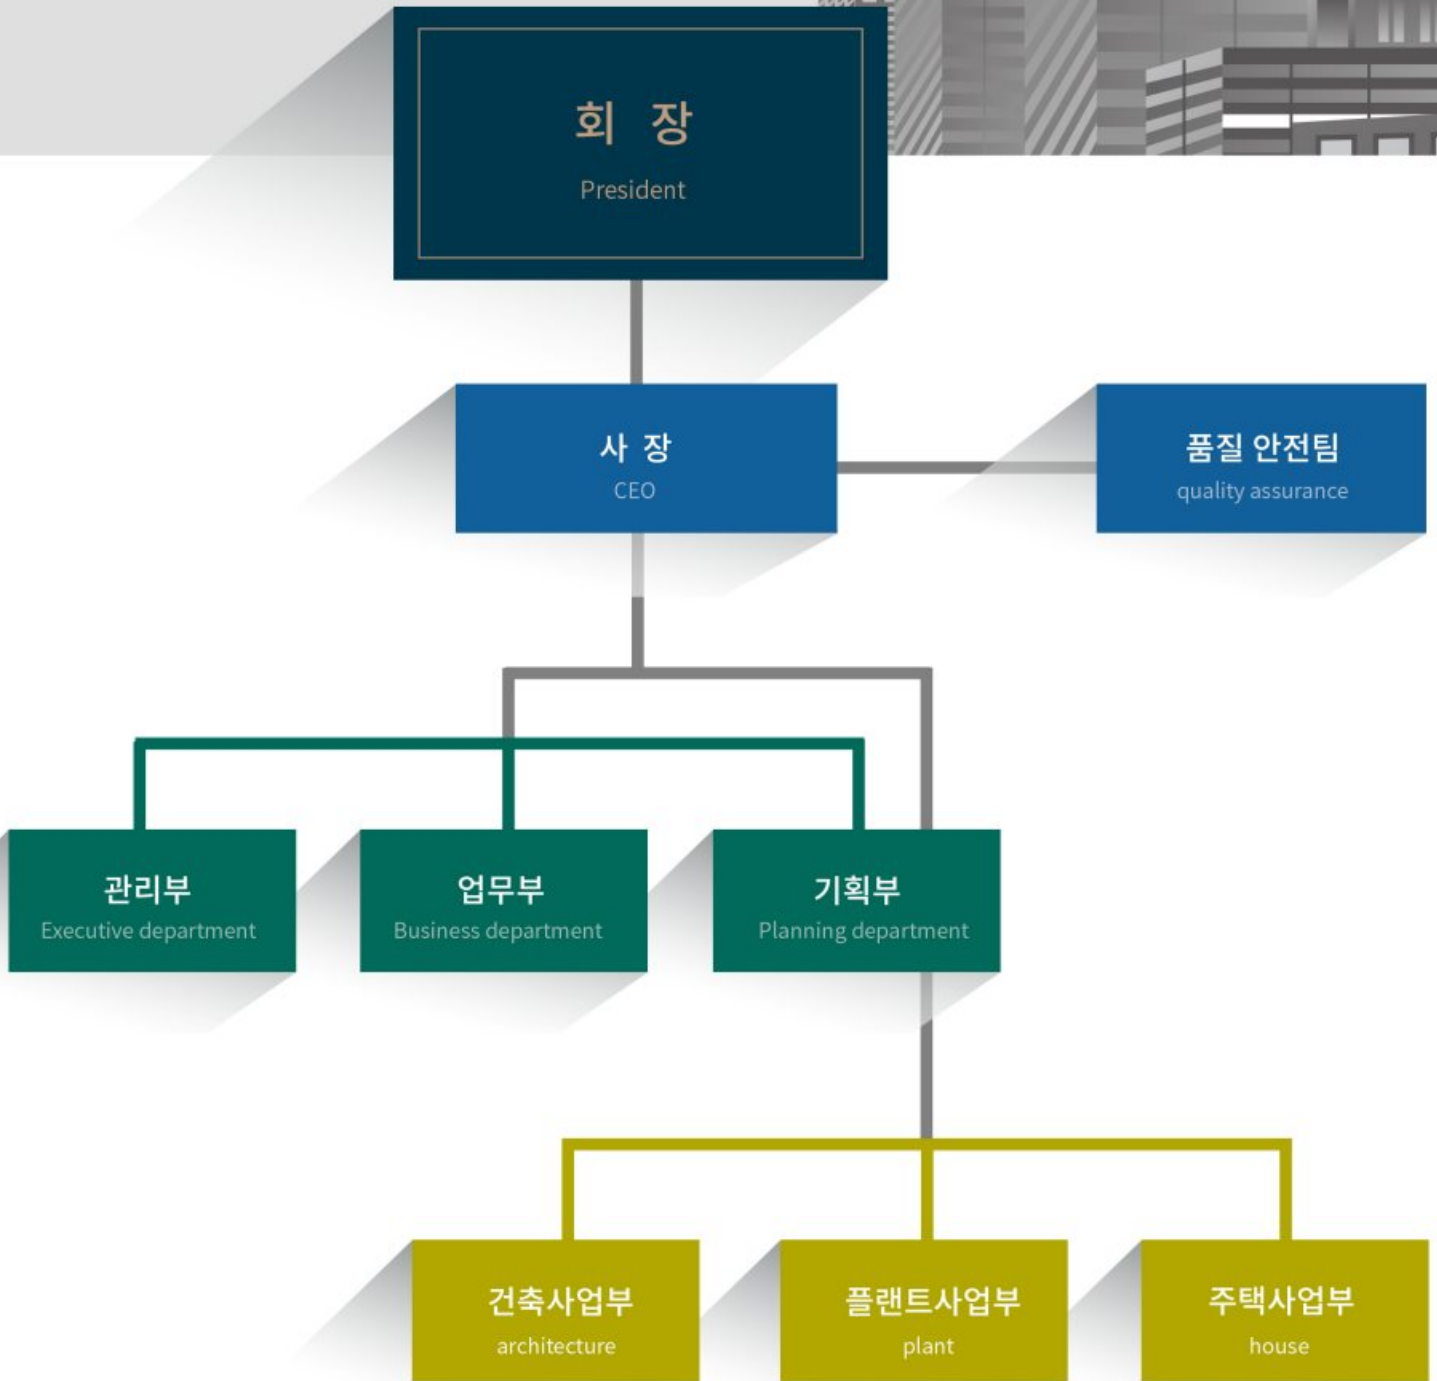 회 장
President
사 장
CEO
품질 안전팀
quality assurance
관리부
Executive department
업무부
Business department
기획부
Planning department
건축사업부
architecture
플랜트사업부
plant
주택사업부
house